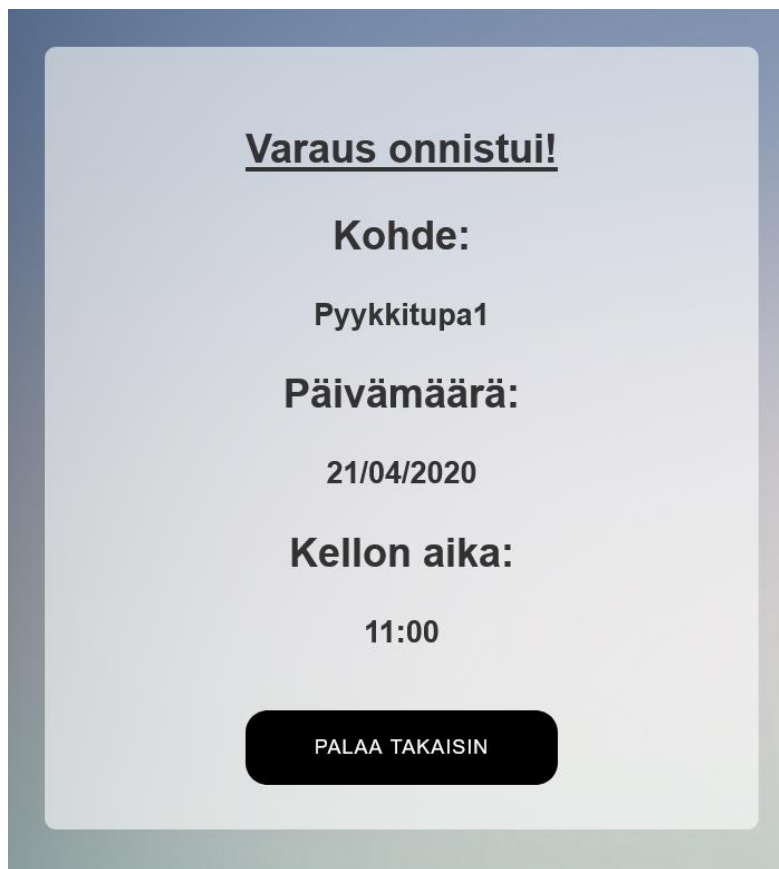 Varaus onnistui!
Kohde:
Pyykkitupa1
Päivämäärä:
21/04/2020
Kellon aika:
11:00
PALAA TAKAISIN